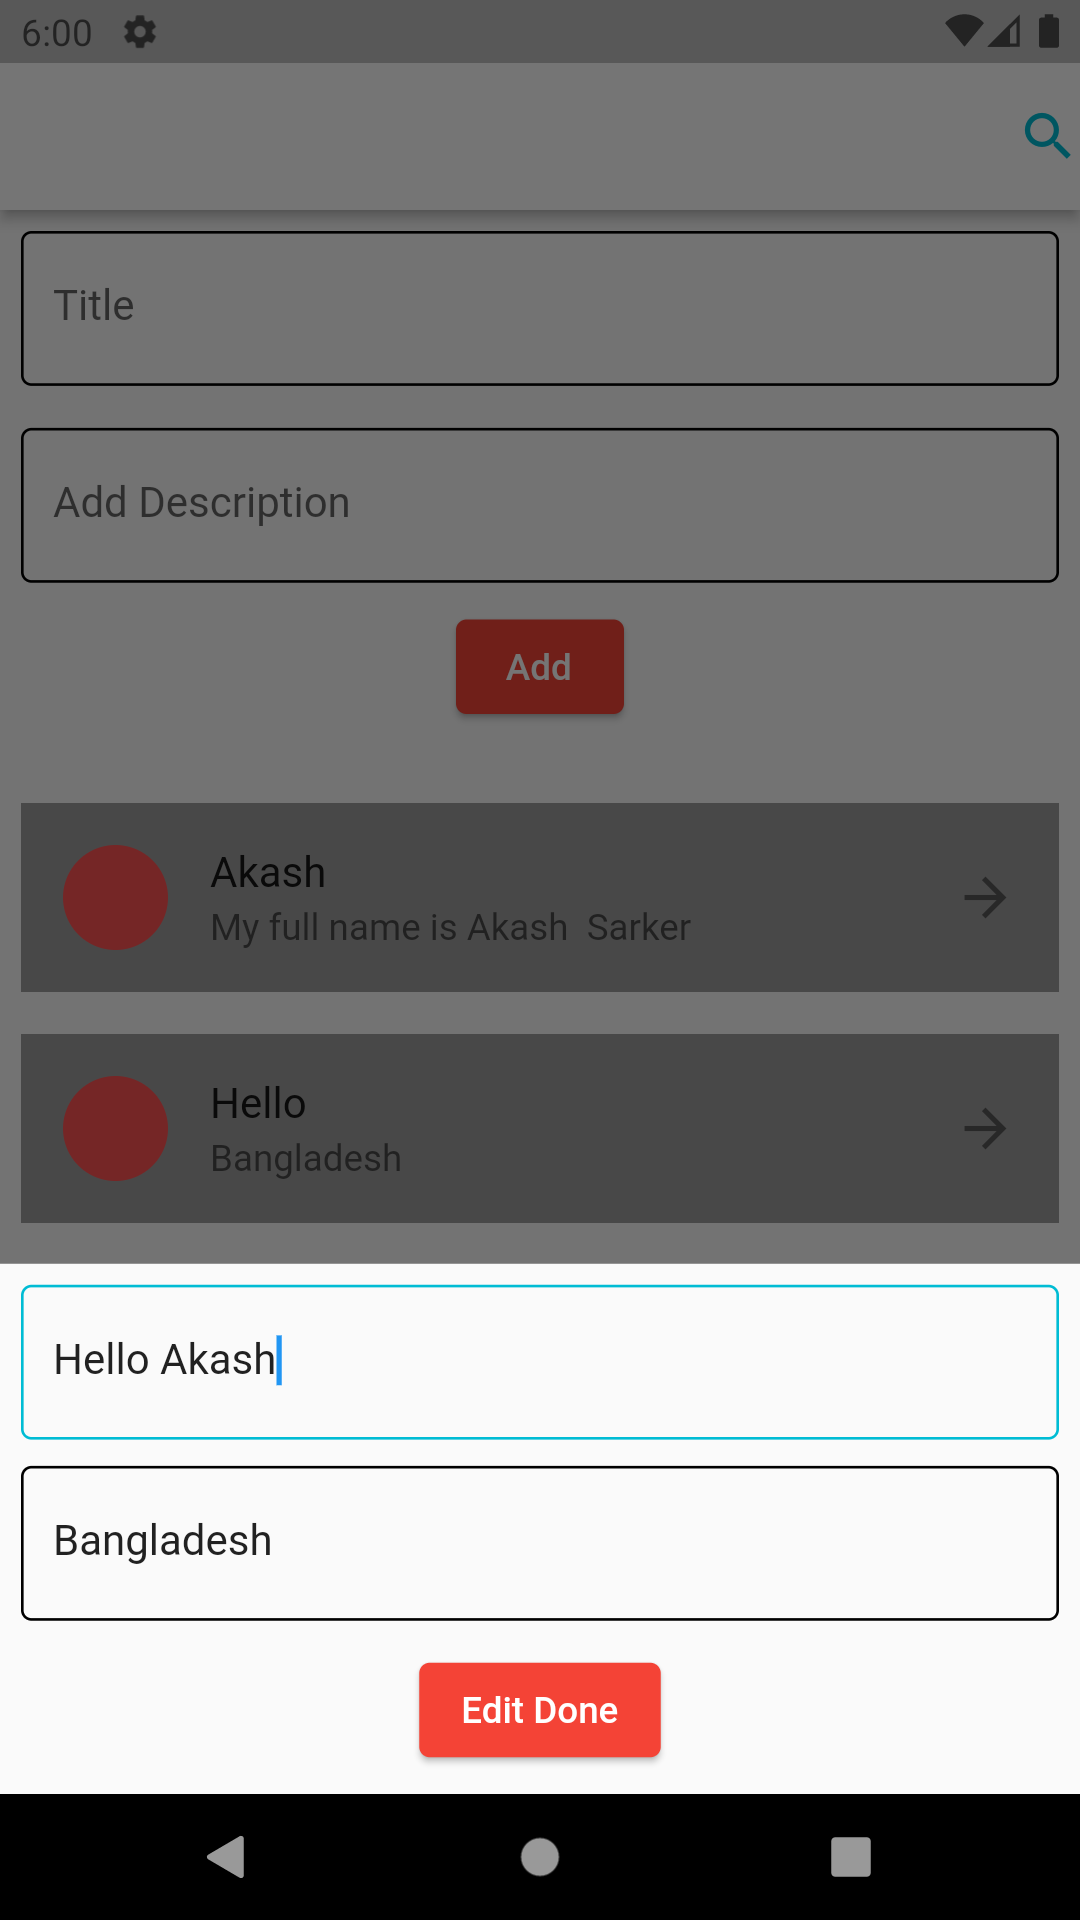 6:00
Title
Add Description
Add
Akash
My full name is Akash  Sarker
Hello
Bangladesh
Hello Akash
Bangladesh
Edit Done